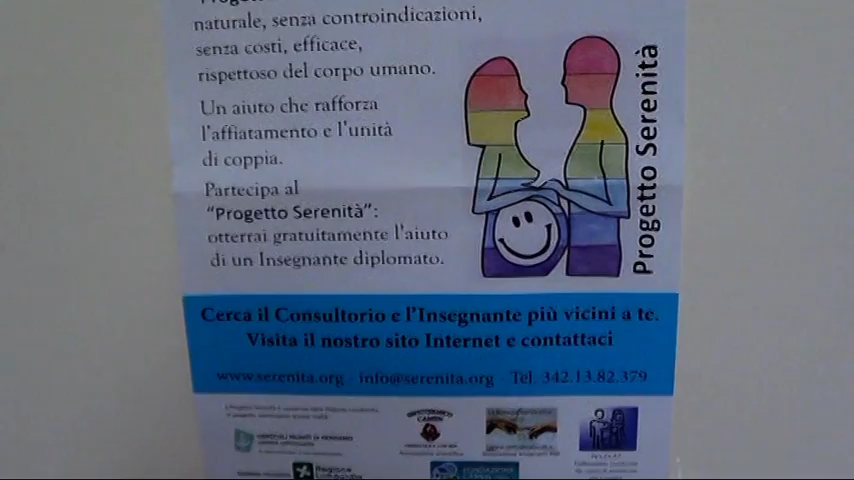 naturale, senza controindicazioni,
senza costi, efficace,
rispettoso del corpo umano.
Un aiuto che rafforza
l'affiatamento e l'unità
di coppia.
Partecipa al
"Progetto Serenità":
otterrai gratuitamente l'aiuto
di un Insegnante diplomato.
Progetto Serenità
Cerca il Consultorio e l'Insegnante più vicini a te.
Visita il nostro sito Internet e contattaci
www.serenita.org - info@serenita.org - Tel. 342.13.82.379
Regione